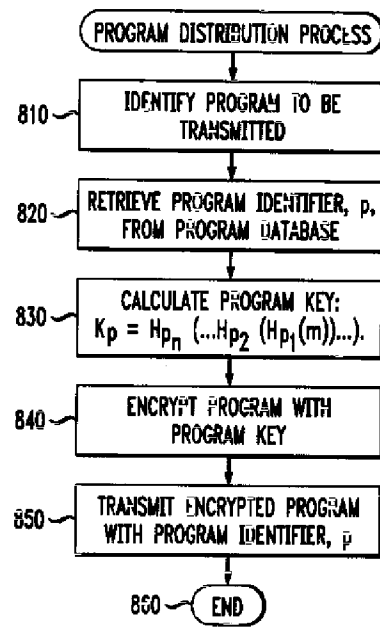 PROGRAM DISTRIBUTION PROCESS
810
IDENTIFY PROGRAM TO BE
TRANSMITTED
820
RETRIEVE PROGRAM IDENTIFIER, p,
FROM PROGRAM DATABASE
830
CALCULATE PROGRAM KEY:
Kp = Hpn (...Hp2 (Hp1(m))...).
840
ENCRYPT PROGRAM WITH
PROGRAM KEY
850
TRANSMIT ENCRYPTED PROGRAM
WITH PROGRAM IDENTIFIER, p
860
END